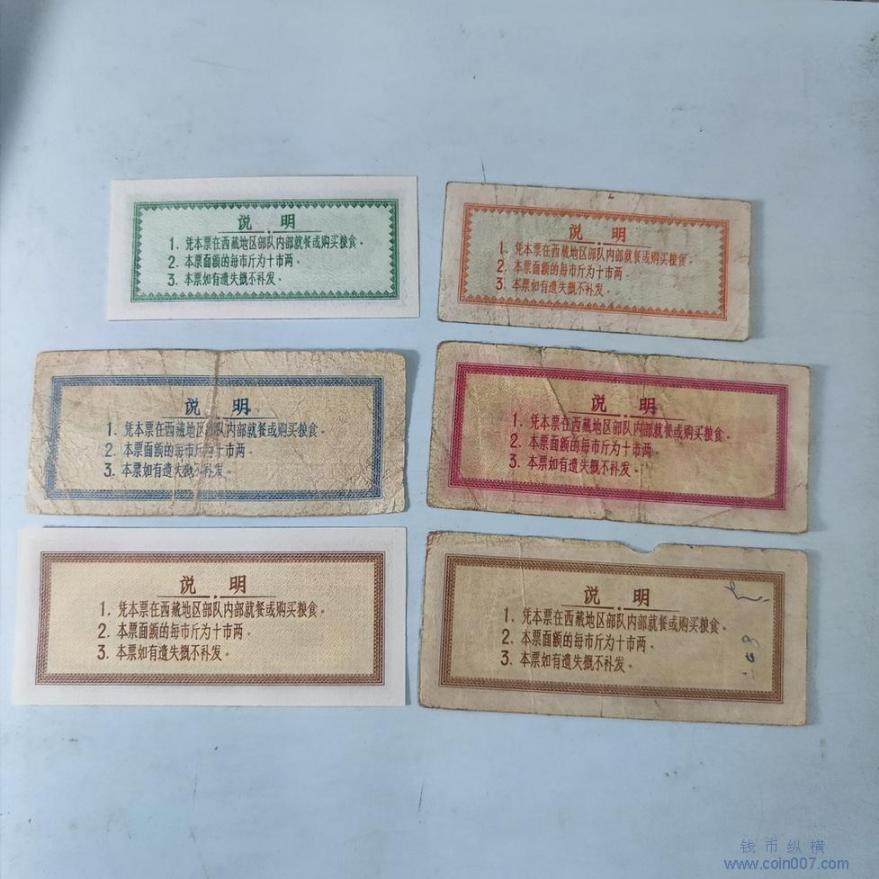 说明
1. 凭本票在西藏地区部队内部就餐或购买粮食。
2. 本票面额的每市斤为十市两。
3. 本票如有遗失概不补发。
说明
1. 凭本票在西藏地区部队内部就餐或购买粮食。
2. 本票面额的每市斤为十市两。
3. 本票如有遗失概不补发。
说明
1. 凭本票在西藏地区部队内部就餐或购买粮食。
2. 本票面额的每市斤为十市两。
3. 本票如有遗失概不补发。
说明
1. 凭本票在西藏地区部队内部就餐或购买粮食。
2. 本票面额的每市斤为十市两。
3. 本票如有遗失概不补发。
说明
1. 凭本票在西藏地区部队内部就餐或购买粮食。
2. 本票面额的每市斤为十市两。
3. 本票如有遗失概不补发。
说明
1. 凭本票在西藏地区部队内部就餐或购买粮食。
2. 本票面额的每市斤为十市两。
3. 本票如有遗失概不补发。
钱币纵横
www.coin007.com